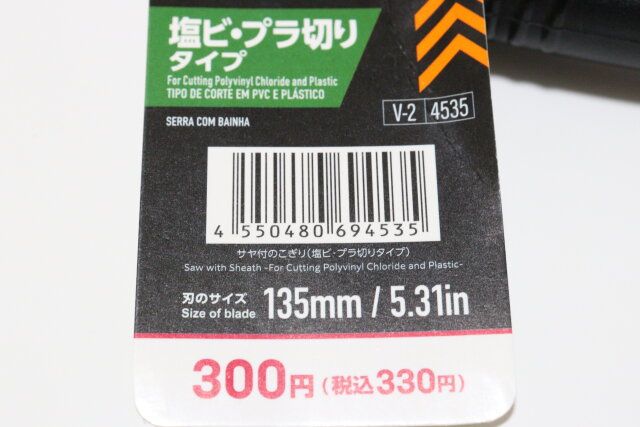 塩ビ・プラ切り
タイプ
For Cutting Polyvinyl Chloride and Plastic
TIPO DE CORTE EM PVC E PLÁSTICO
SERRA COM BAINHA
V-2 4535
4 550480 694535
サヤ付のこぎり(塩ビ・プラ切りタイプ)
Saw with Sheath -For Cutting Polyvinyl Chloride and Plastic-
刃のサイズ
Size of blade
135mm / 5.31in
300円(税込330円)